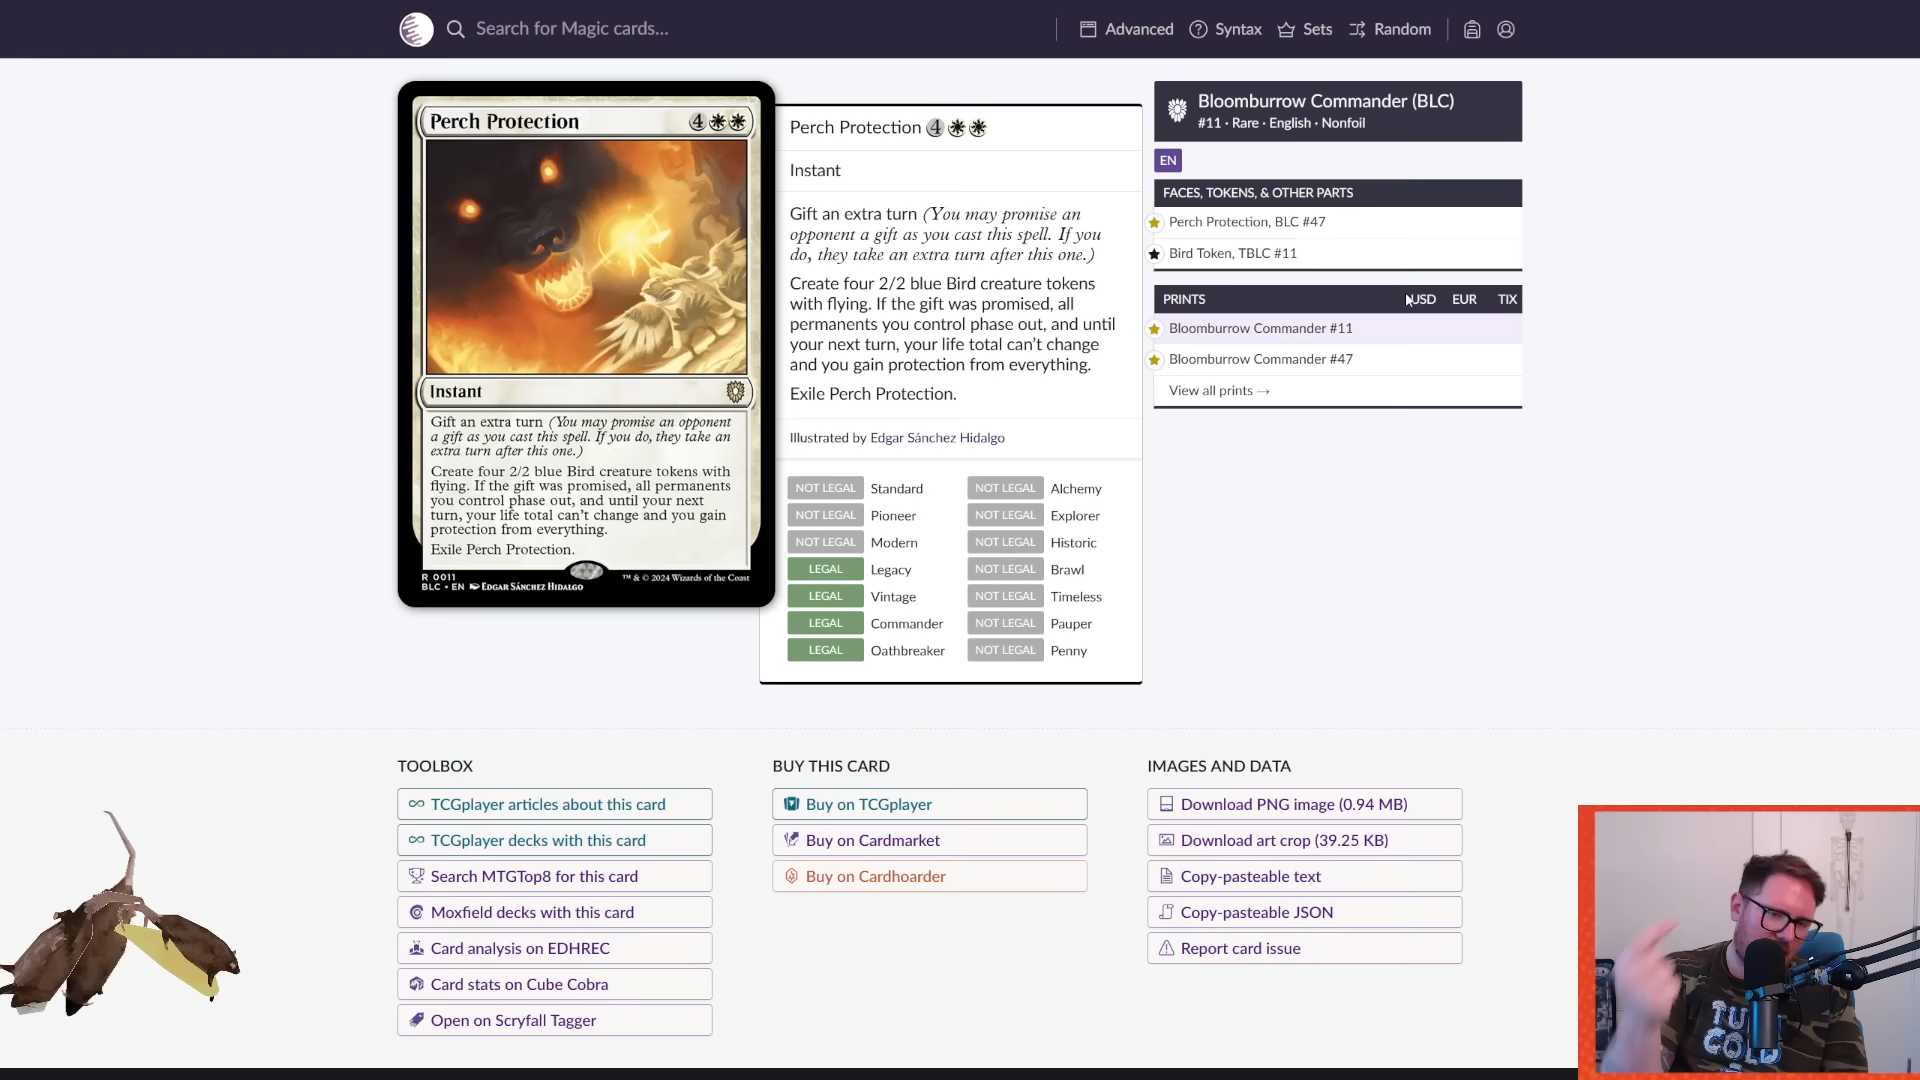 Search for Magic cards...
Advanced
Syntax
Sets
Random
Perch Protection 4
Gift an extra turn (You may promise an opponent
a gift as you cast this spell. If you do, they take an
extra turn after this one.)
Create four 2/2 blue Bird creature tokens with
flying. If the gift was promised, all permanents
you control phase out, and until your next
turn, your life total can't change and you gain
protection from everything.
Exile Perch Protection.
Instant
R 0011
BLC • EN EDGAR SÁNCHEZ HIDALGO
™ & © 2024 Wizards of the Coast
Perch Protection 4
Instant
Gift an extra turn (You may promise an
opponent a gift as you cast this spell. If you
do, they take an extra turn after this one.)
Create four 2/2 blue Bird creature tokens
with flying. If the gift was promised, all
permanents you control phase out, and until
your next turn, your life total can't change
and you gain protection from everything.
Exile Perch Protection.
Illustrated by Edgar Sánchez Hidalgo
NOT LEGAL Standard NOT LEGAL Alchemy
NOT LEGAL Pioneer NOT LEGAL Explorer
NOT LEGAL Modern NOT LEGAL Historic
LEGAL Legacy NOT LEGAL Brawl
LEGAL Vintage NOT LEGAL Timeless
LEGAL Commander NOT LEGAL Pauper
LEGAL Oathbreaker NOT LEGAL Penny
Bloomburrow Commander (BLC)
#11 · Rare · English · Nonfoil
EN
FACES, TOKENS, & OTHER PARTS
Perch Protection, BLC #47
Bird Token, TBLC #11
PRINTS USD EUR TIX
Bloomburrow Commander #11
Bloomburrow Commander #47
View all prints →
TOOLBOX
TCGplayer articles about this card
TCGplayer decks with this card
Search MTGTop8 for this card
Moxfield decks with this card
Card analysis on EDHREC
Card stats on Cube Cobra
Open on Scryfall Tagger
BUY THIS CARD
Buy on TCGplayer
Buy on Cardmarket
Buy on Cardhoarder
IMAGES AND DATA
Download PNG image (0.94 MB)
Download art crop (39.25 KB)
Copy-pasteable text
Copy-pasteable JSON
Report card issue